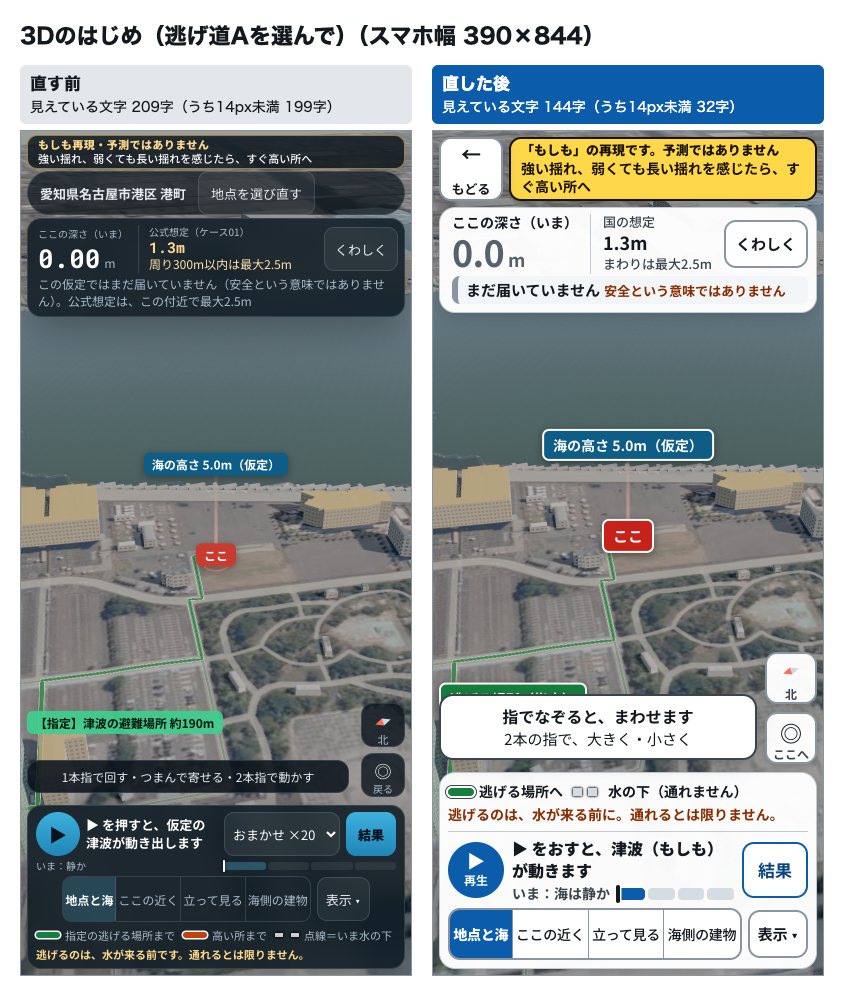 3Dのはじめ（逃げ道Aを選んで）（スマホ幅 390×844）
直す前
見えている文字 209字（うち14px未満 199字）
もしも再現・予測ではありません
強い揺れ、弱くても長い揺れを感じたら、すぐ高い所へ
愛知県名古屋市港区 港町
地点を選び直す
ここの深さ（いま）
0.00 m
公式想定（ケース01）
1.3m
周り300m以内は最大2.5m
くわしく
この仮定ではまだ届いていません（安全という意味ではありませ
ん）。公式想定は、この付近で最大2.5m
海の高さ 5.0m（仮定）
ここ
【指定】津波の避難場所 約190m
北
1本指で回す・つまんで寄せる・2本指で動かす
戻る
▶ を押すと、仮定の
津波が動き出します
おまかせ ×20
結果
いま：静か
地点と海
ここの近く
立って見る
海側の建物
表示 ▾
指定の逃げる場所まで
高い所まで
点線＝いま水の下
逃げるのは、水が来る前です。通れるとは限りません。
直した後
見えている文字 144字（うち14px未満 32字）
←
もどる
「もしも」の再現です。予測ではありません
強い揺れ、弱くても長い揺れを感じたら、す
ぐ高い所へ
ここの深さ（いま）
0.0 m
国の想定
1.3m
まわりは最大2.5m
くわしく
まだ届いていません 安全という意味ではありません
海の高さ 5.0m（仮定）
ここ
北
指でなぞると、まわせます
2本の指で、大きく・小さく
ここへ
逃げる場所へ
水の下（通れません）
逃げるのは、水が来る前に。通れるとは限りません。
▶
再生
▶ をおすと、津波（もしも）
が動きます
いま：海は静か
結果
地点と海
ここの近く
立って見る
海側の建物
表示 ▾